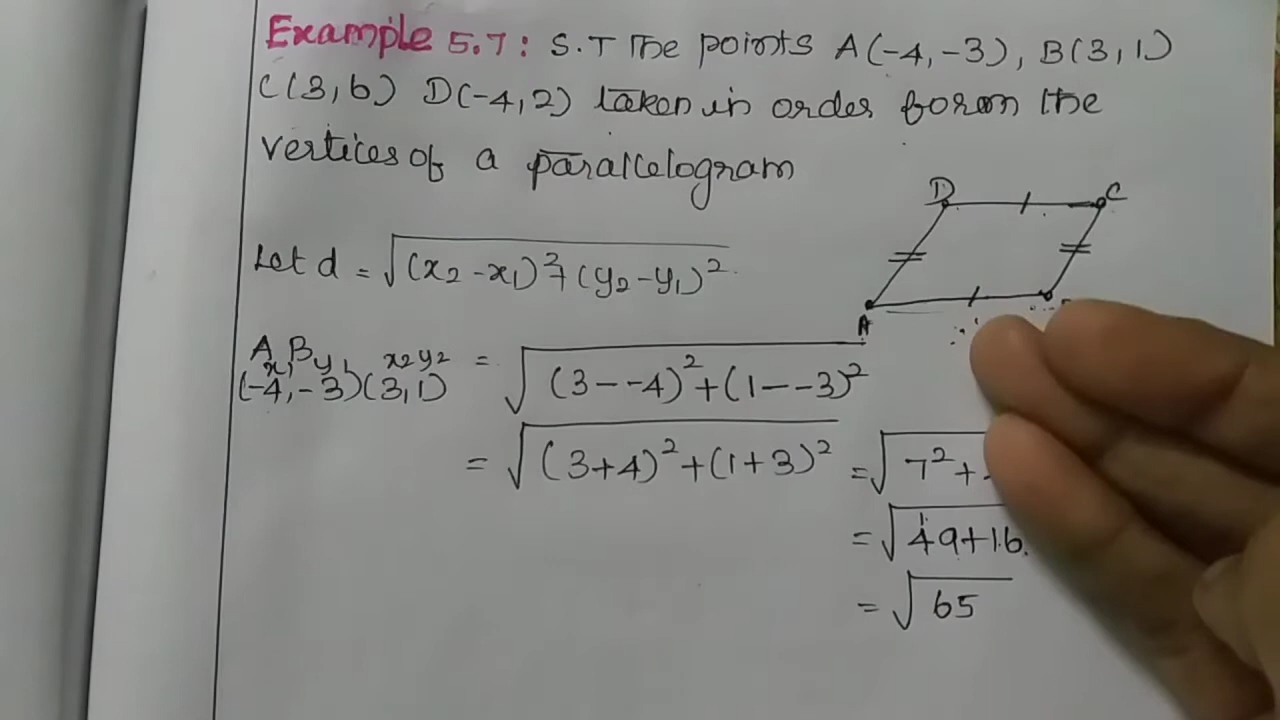 Example 5.7: S.T The points A(-4,-3), B(3,1)
C(3,6) D(-4,2) taken in order form the
vertices of a parallelogram
D C
Let d = √(x2 - x1)² + (y2 - y1)²
A
A B
x1 y1 x2 y2
(-4,-3)(3,1) = √(3--4)²+(1--3)²
= √(3+4)²+(1+3)² = √7²+
= √49+16
= √65